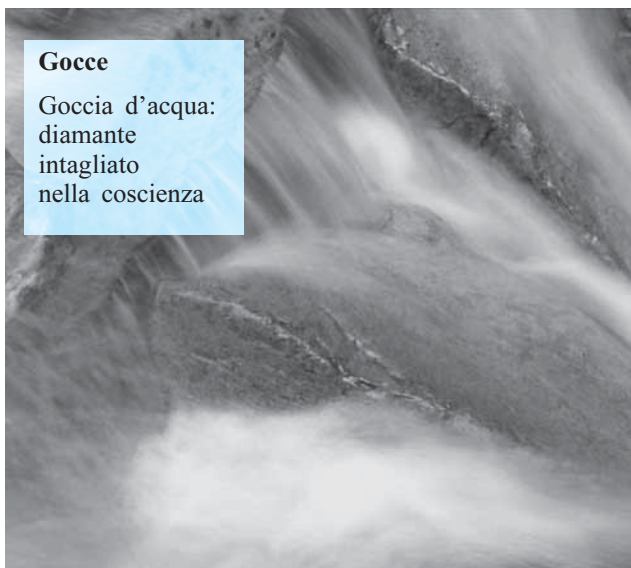 Gocce
Goccia d'acqua:
diamante
intagliato
nella coscienza